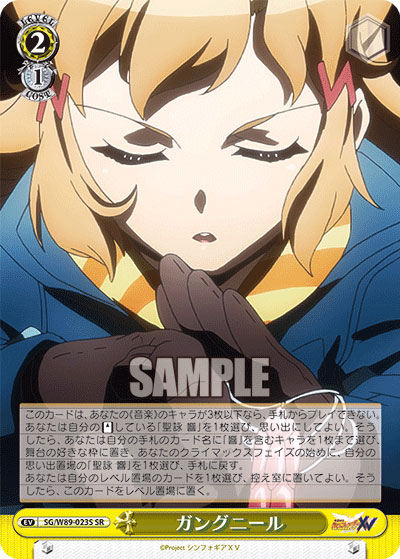 LEVEL
2
1
COST
SAMPLE
このカードは、あなたの《音楽》のキャラが3枚以下なら、手札からプレイできない。
あなたは自分の【】している「聖詠 響」を1枚選び、思い出にしてよい。そう
したら、あなたは自分の手札のカード名に「響」を含むキャラを1枚まで選び、
舞台の好きな枠に置き、あなたのクライマックスフェイズの始めに、自分の
思い出置場の「聖詠 響」を1枚選び、手札に戻す。
あなたは自分のレベル置場のカードを1枚選び、控え室に置いてよい。そう
したら、このカードをレベル置場に置く。
EV SG/W89-023S SR ガングニール XV
©Project シンフォギアXV